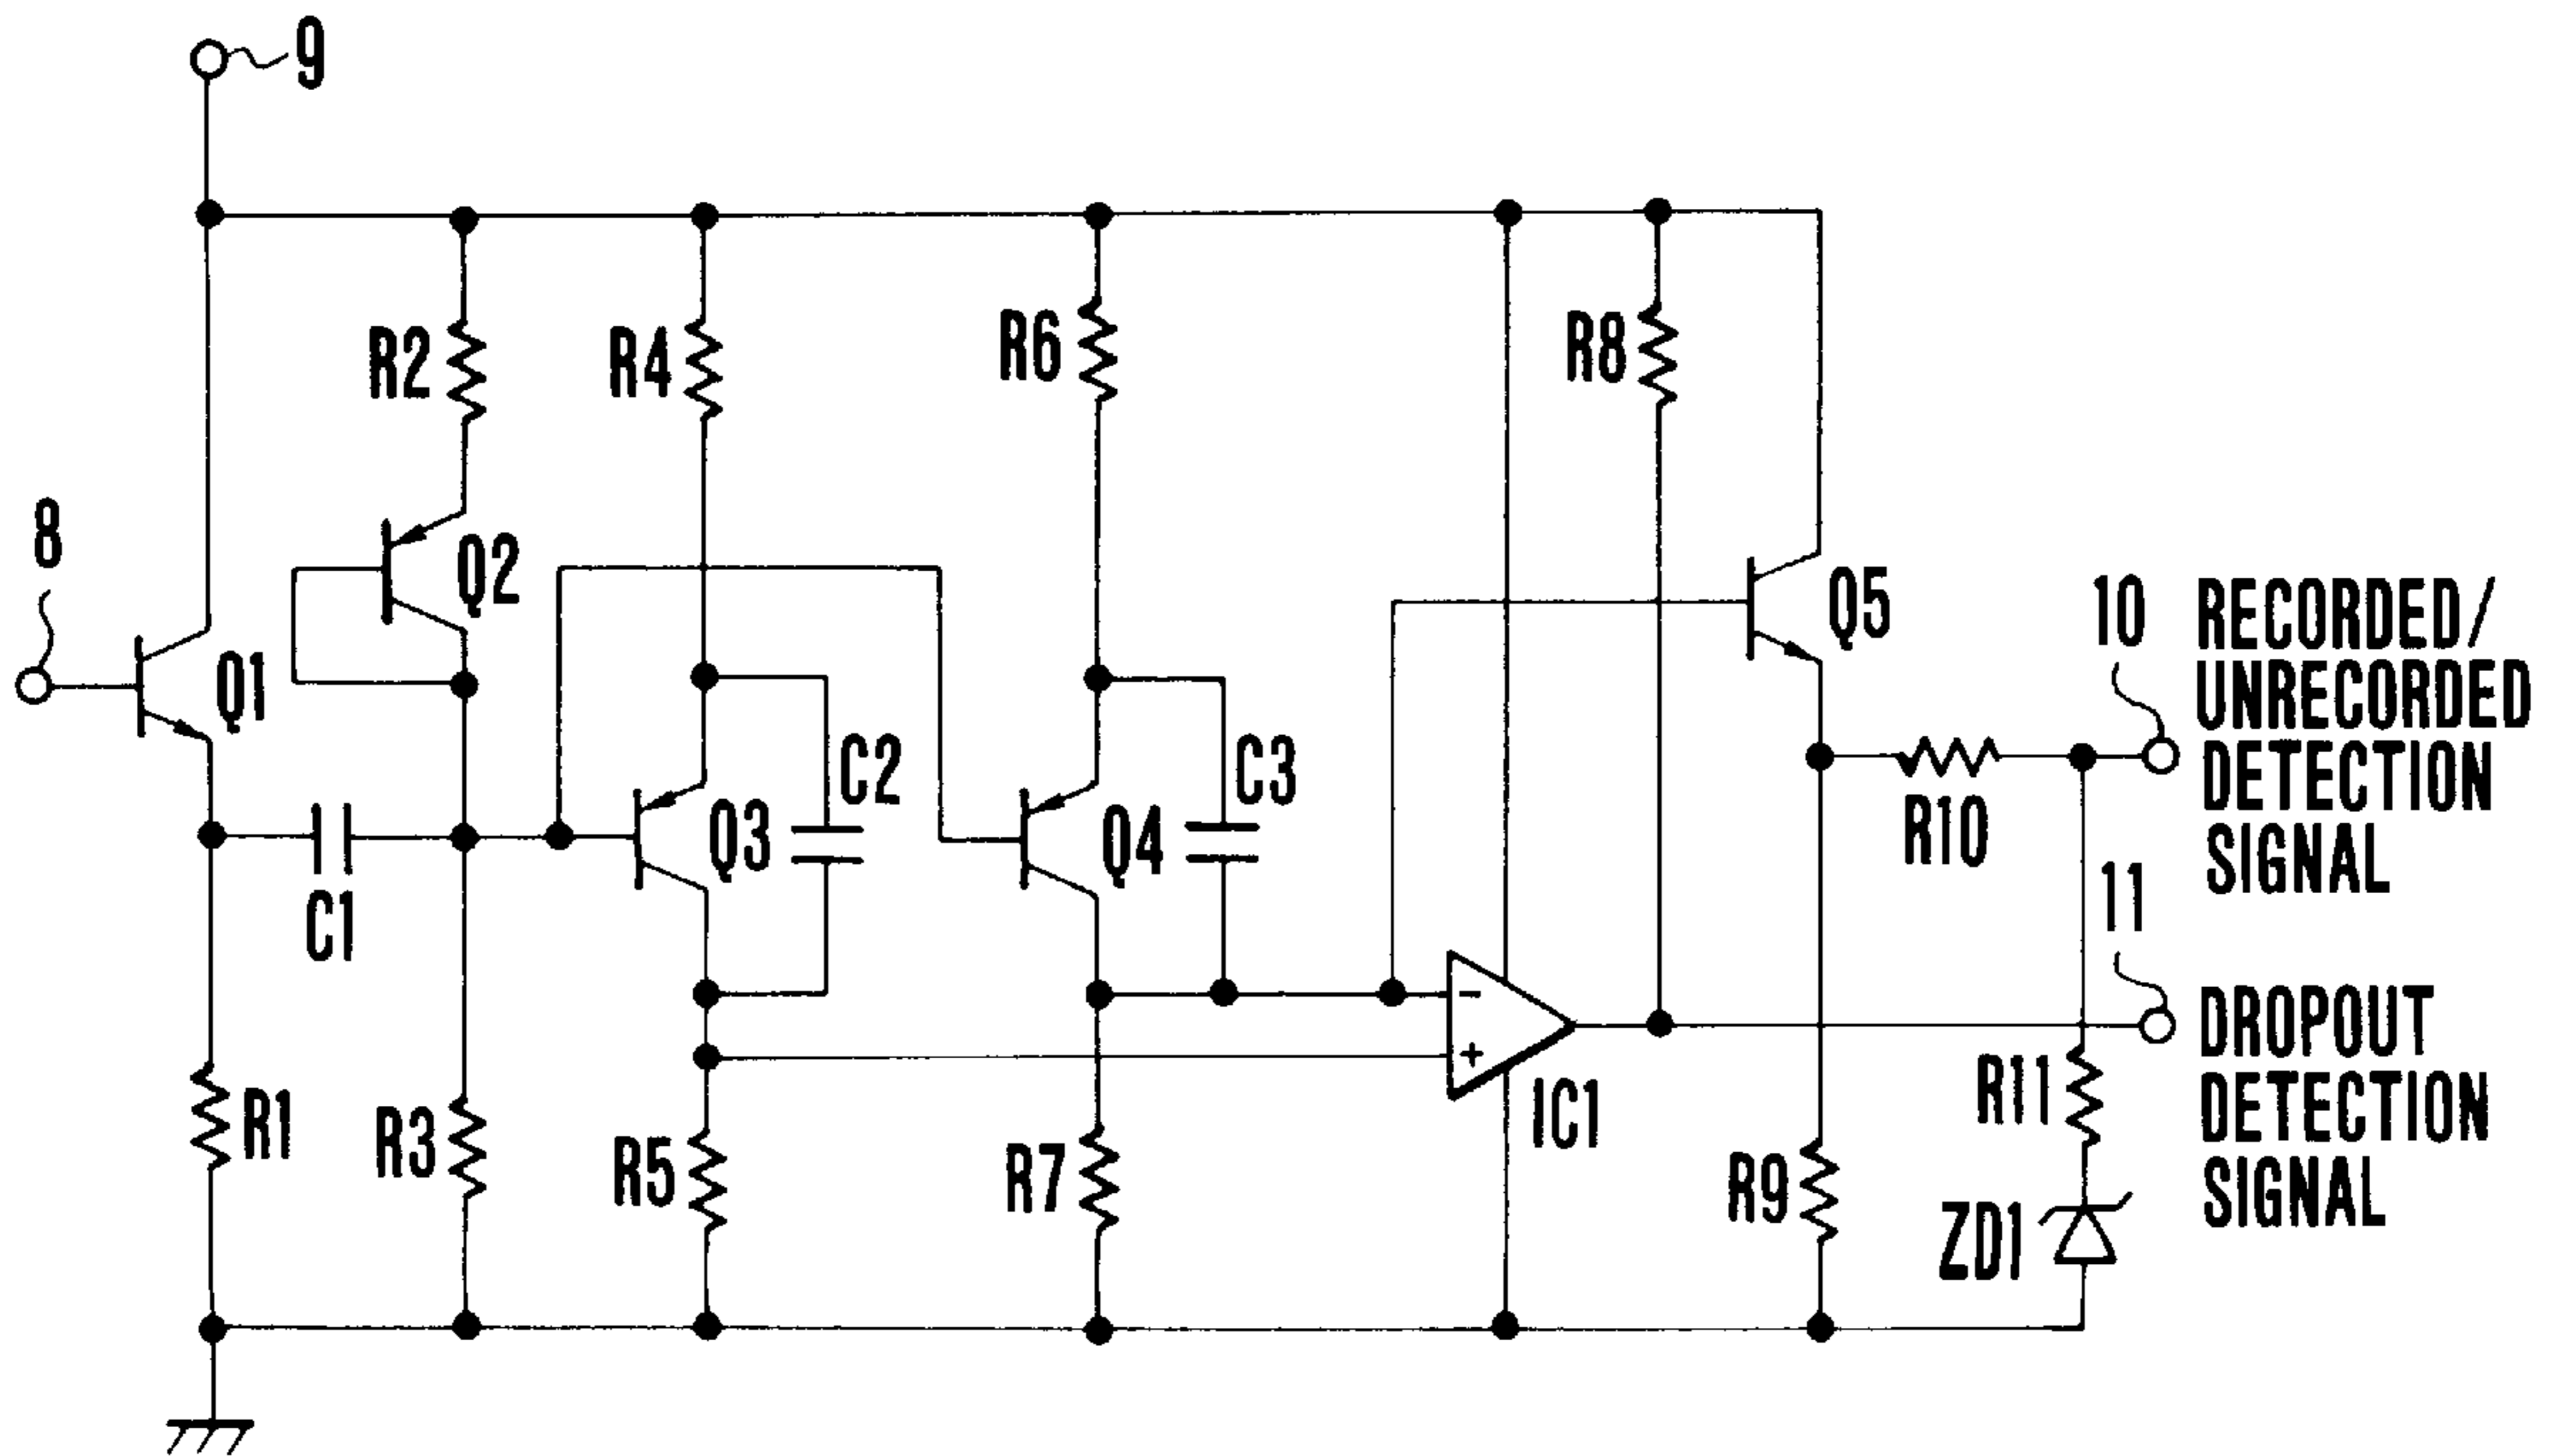 9
R2
R4
R6
R8
8
Q2
Q5
10
RECORDED/
UNRECORDED
DETECTION
SIGNAL
Q1
C2
C3
Q3
Q4
R10
C1
11
DROPOUT
DETECTION
SIGNAL
-
+
IC1
R11
R1
R3
R5
R7
R9
ZD1